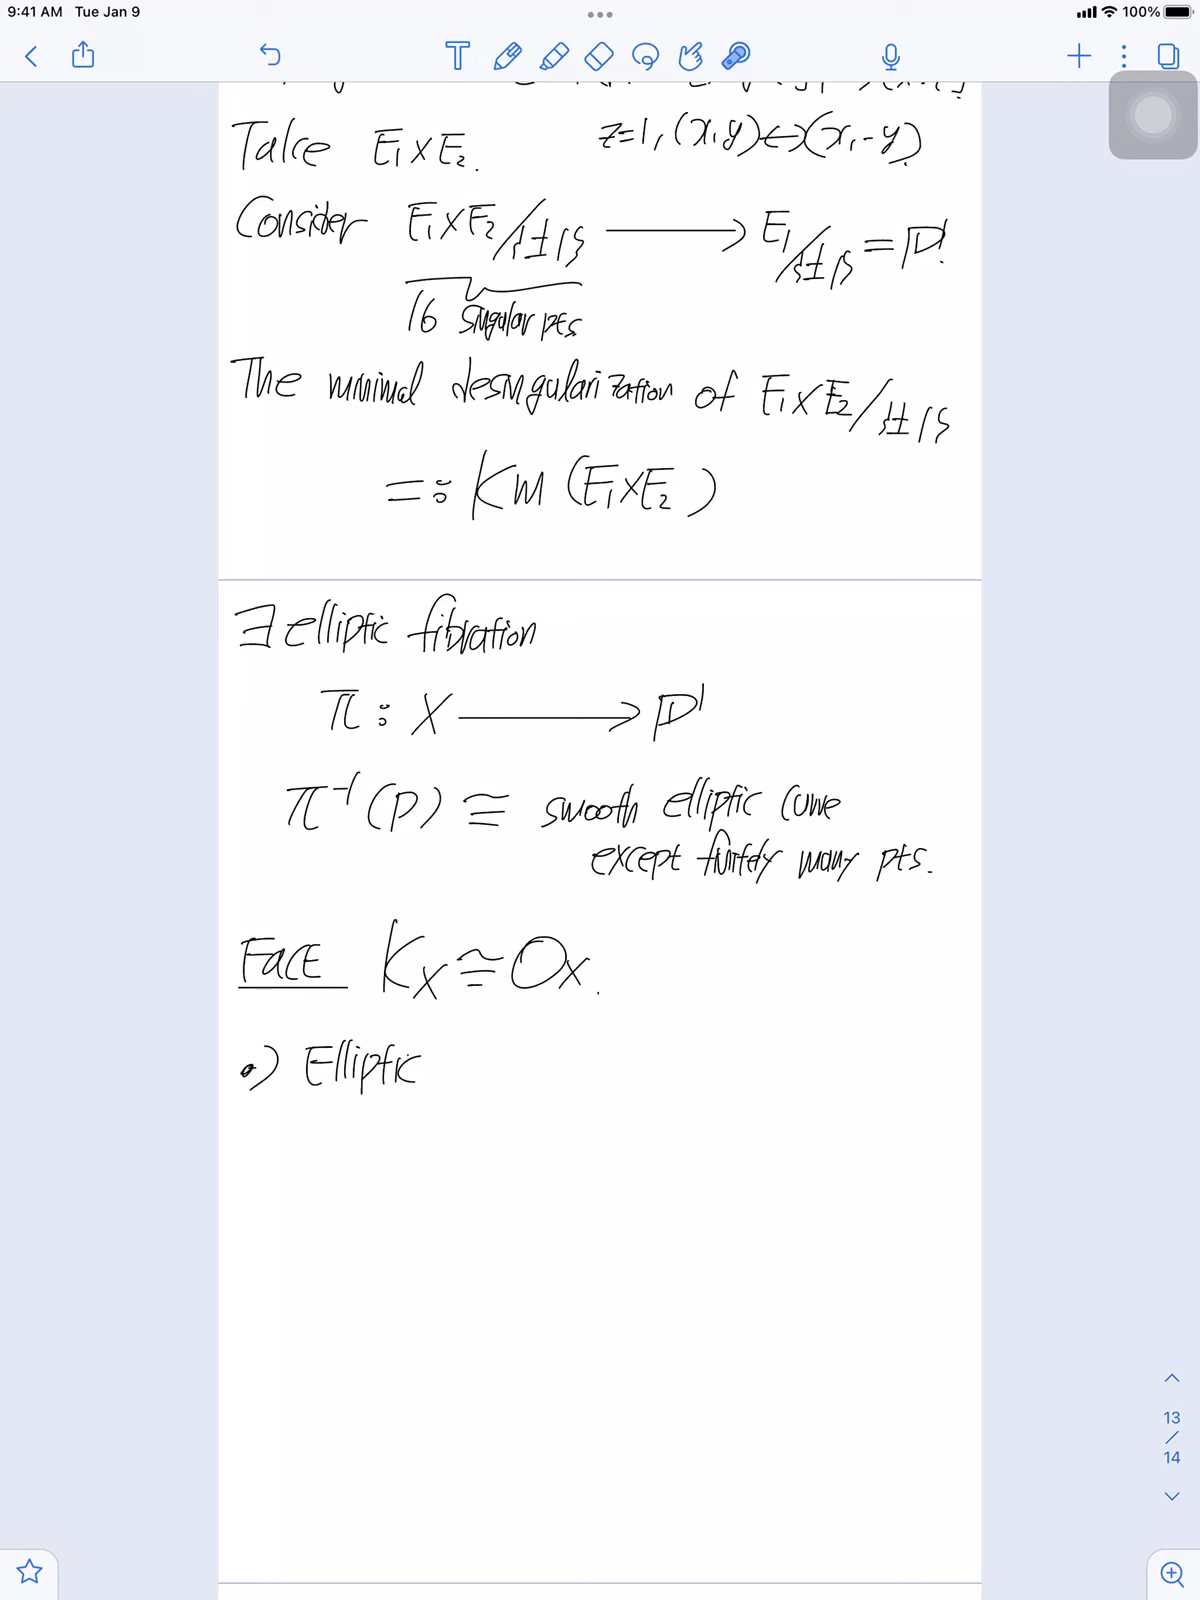 9:41 AM Tue Jan 9
100%
Take E₁×E₂. z=1, (x,y)↔(x,-y)
Consider E₁×E₂/{±1} ⟶ E₁/{±1} = ℙ¹.
16 singular pts
The minimal desingularization of E₁×E₂/{±1}
=: Km(E₁×E₂)
∃ elliptic fibration
π : X ⟶ ℙ¹
π⁻¹(p) ≅ smooth elliptic curve
except finitely many pts.
Fact K_X ≅ O_X.
•) Elliptic
13
/
14